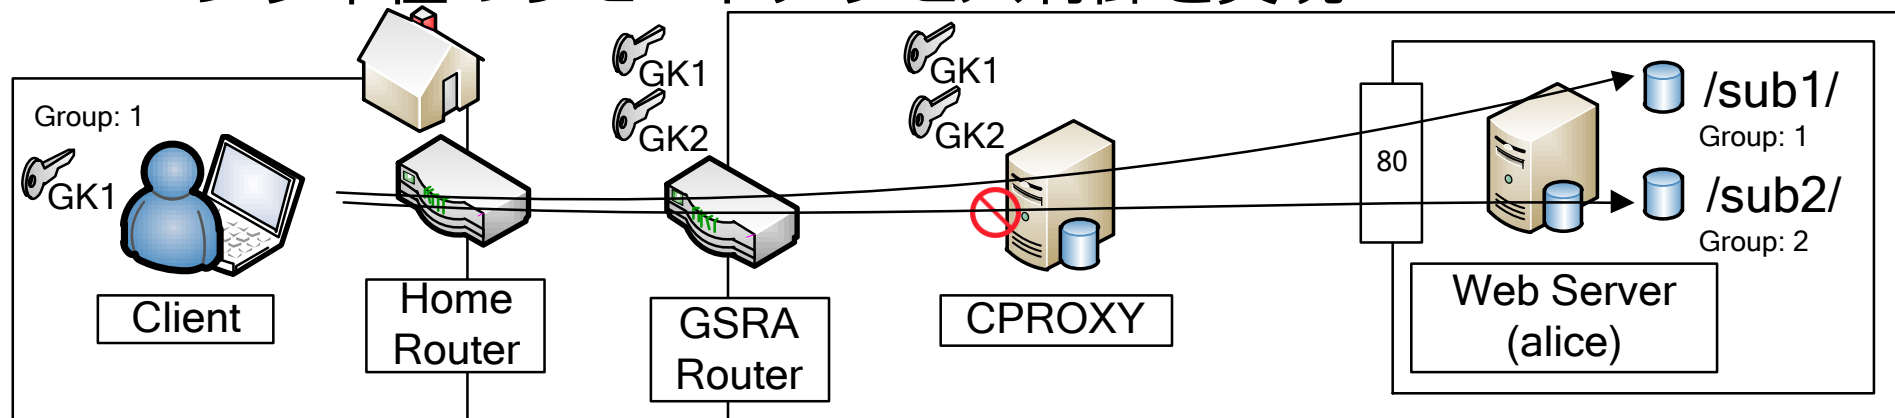 Group: 1
GK1
Client
Home
Router
GK1
GK2
GSRA
Router
GK1
GK2
CPROXY
80
/sub1/
Group: 1
/sub2/
Group: 2
Web Server
(alice)